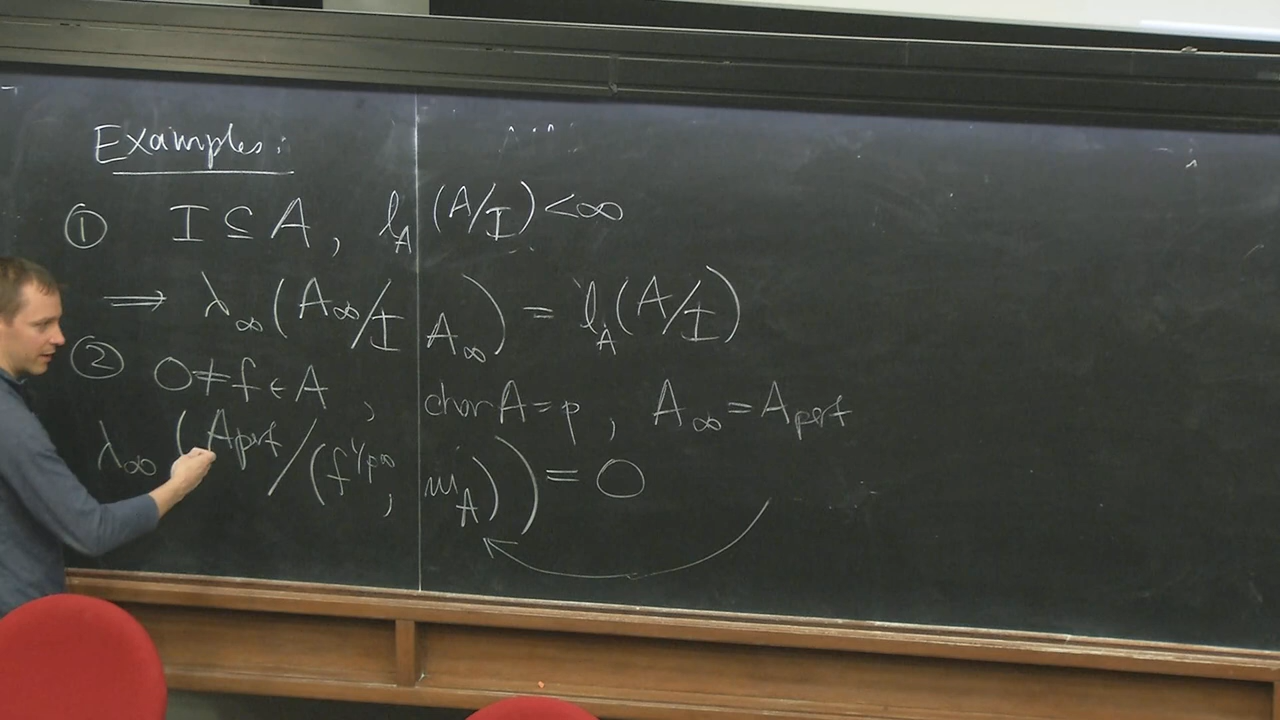 Examples:
① I ⊆ A, l_A(A/I) < ∞
⟹ λ_∞(A_∞/I A_∞) = l_A(A/I)
② 0 ≠ f ∈ A, char A = p, A_∞ = A_perf
λ_∞(A_perf/(f^{1/p^∞}, m_A)) = 0